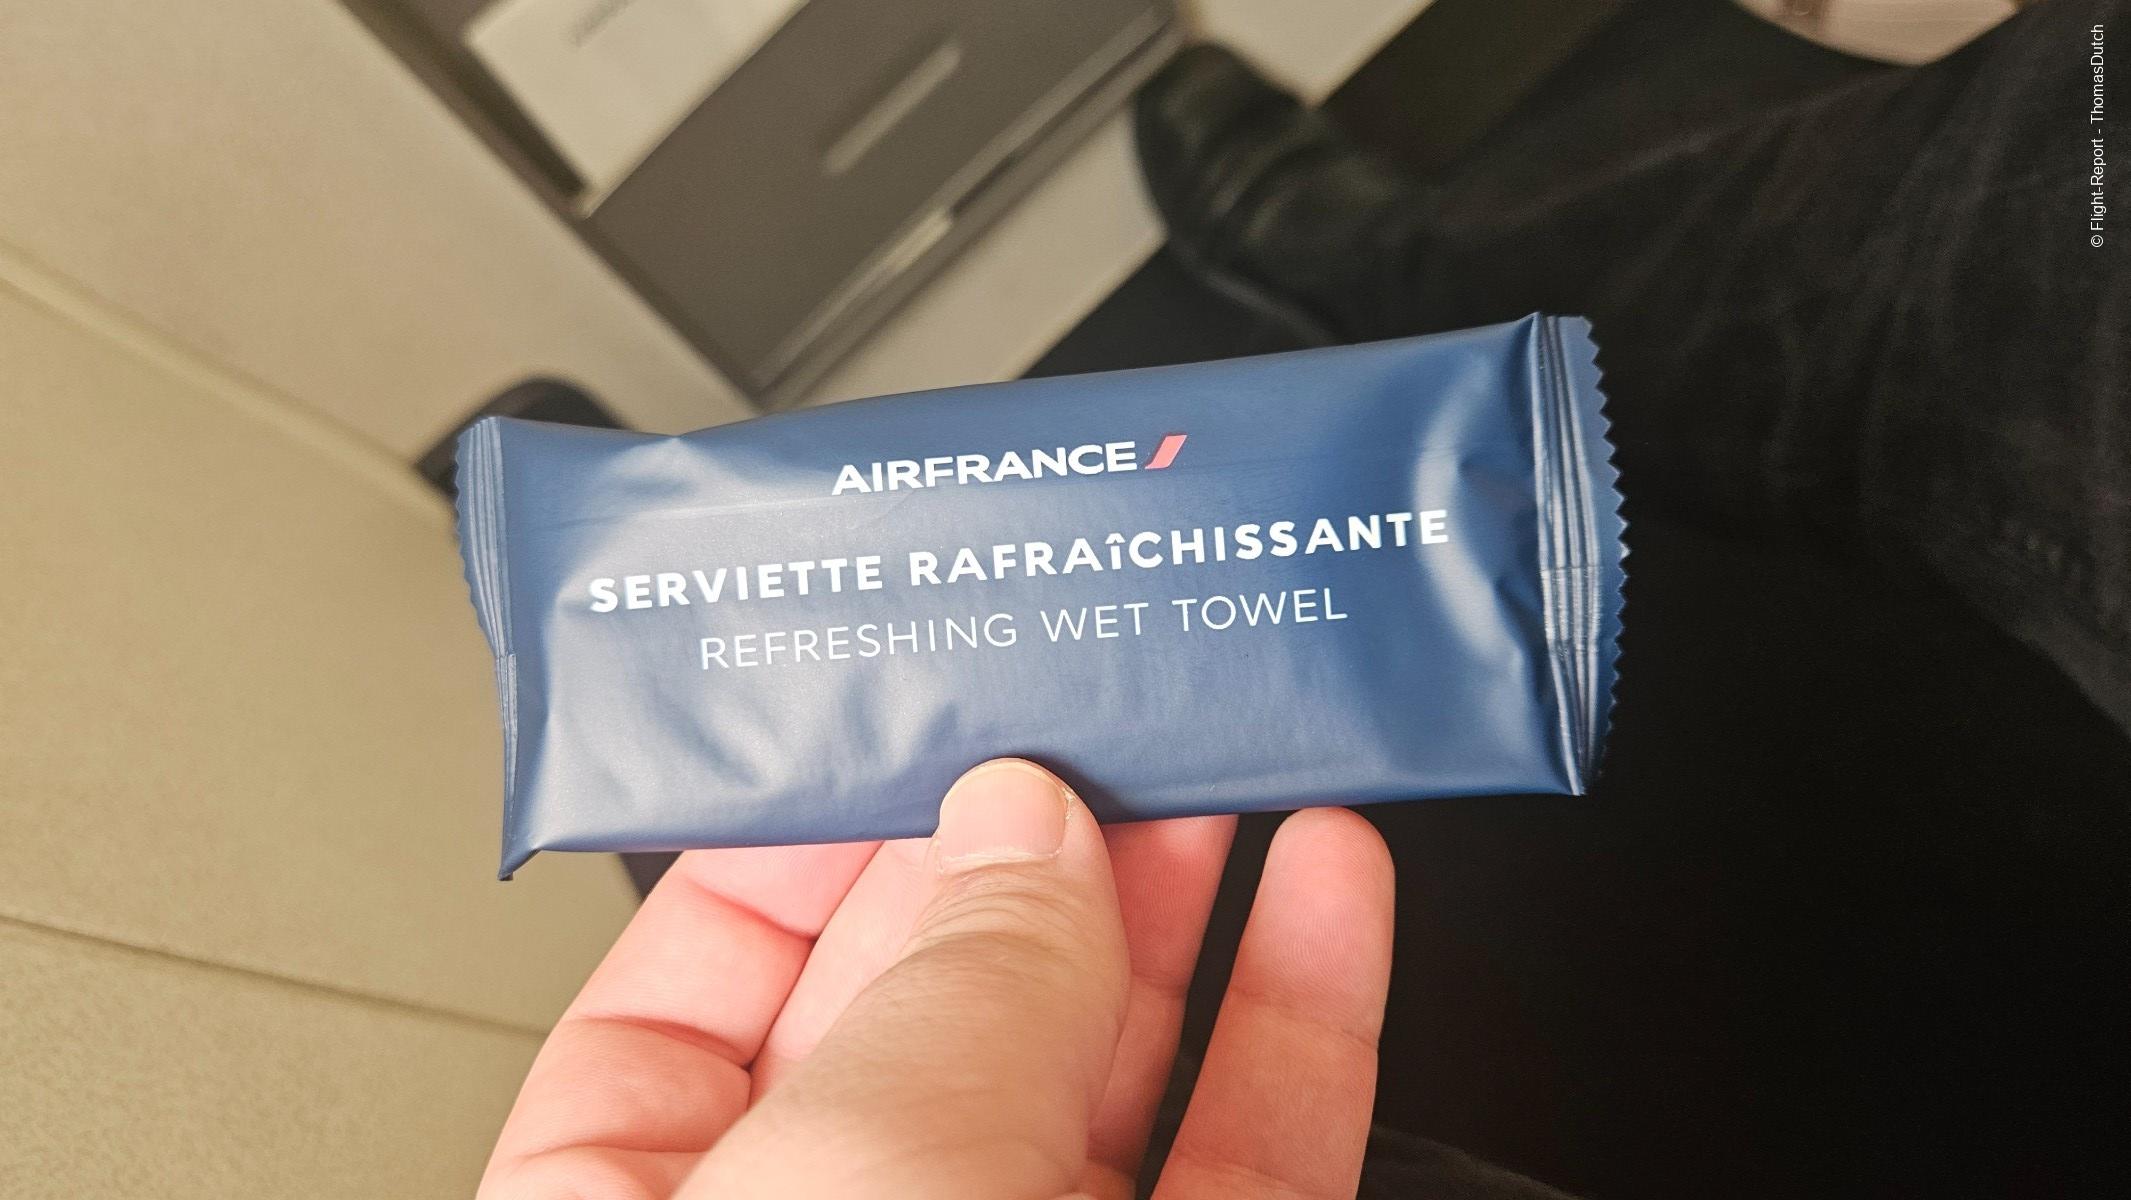 AIRFRANCE
SERVIETTE RAFRAîCHISSANTE
REFRESHING WET TOWEL
© Flight-Report - ThomasDutch